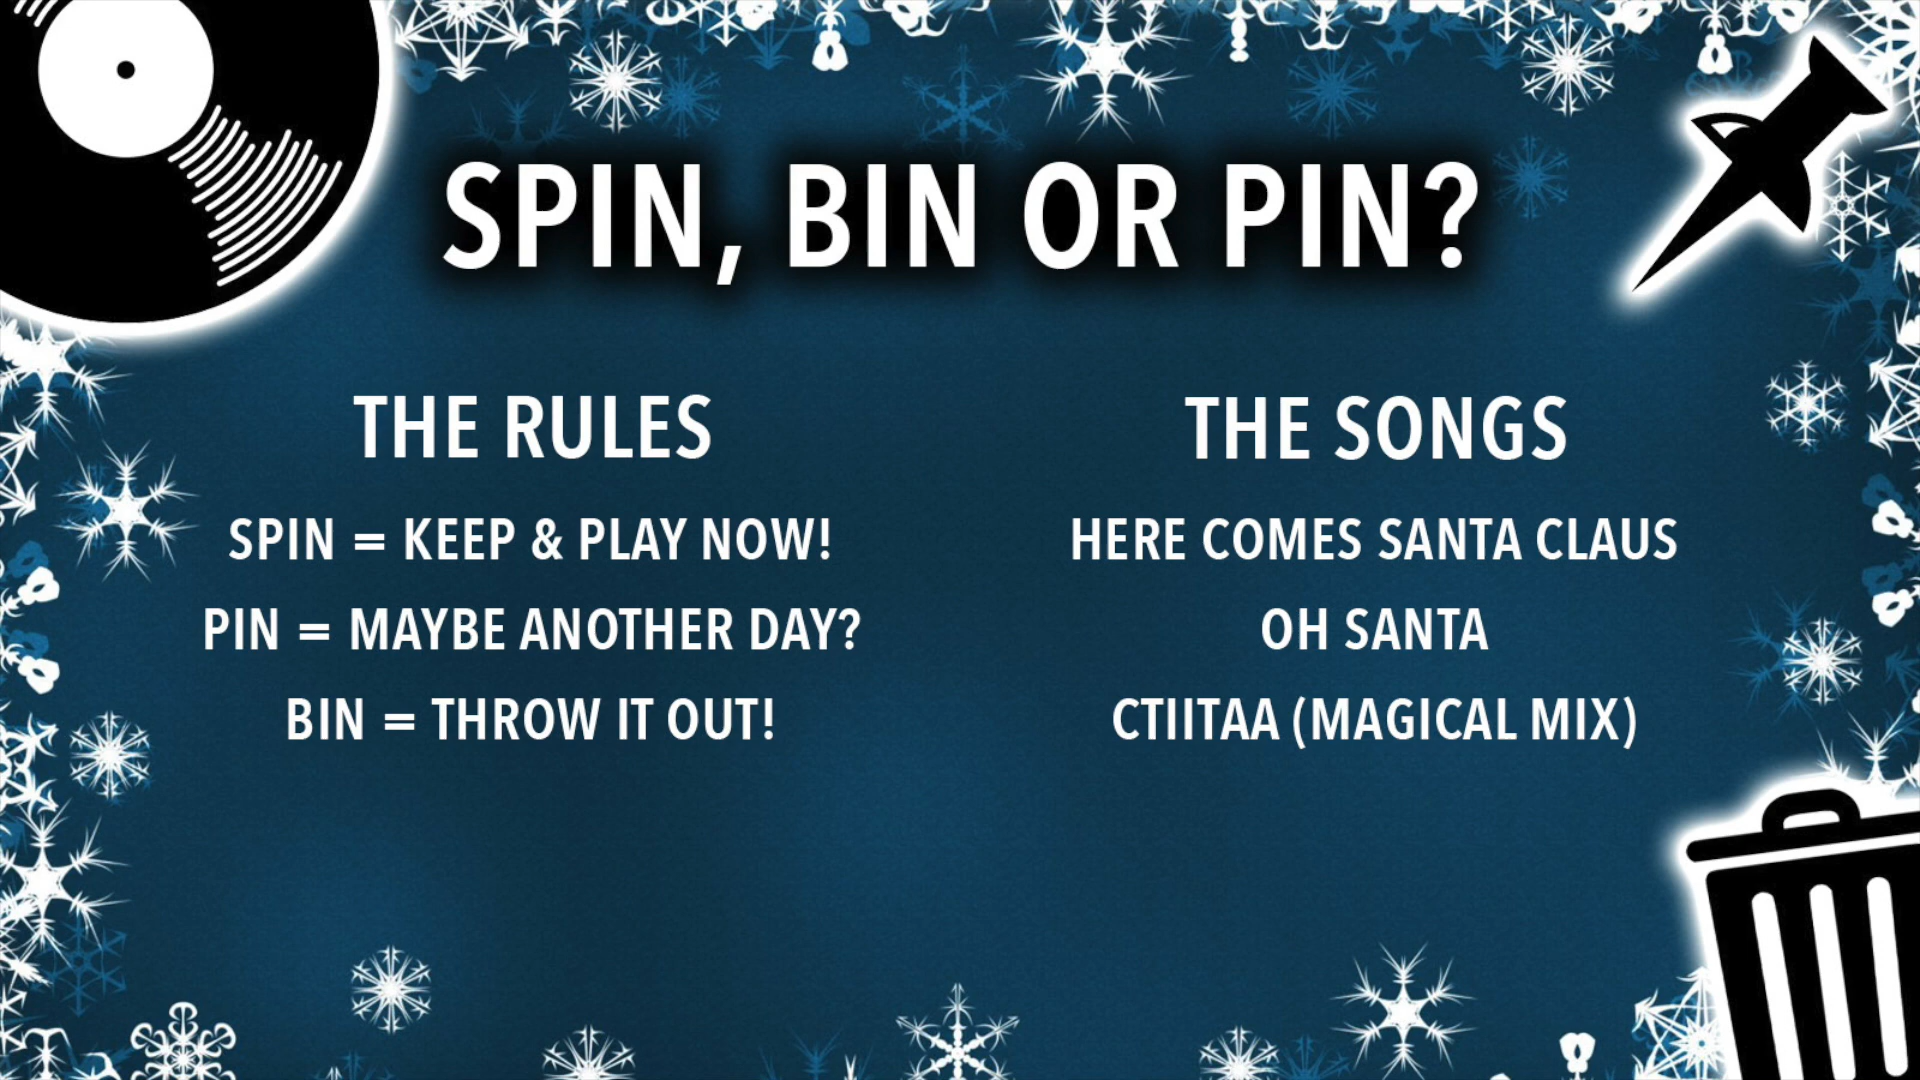 SPIN, BIN OR PIN?
THE RULES
SPIN = KEEP & PLAY NOW!
PIN = MAYBE ANOTHER DAY?
BIN = THROW IT OUT!
THE SONGS
HERE COMES SANTA CLAUS
OH SANTA
CTIITAA (MAGICAL MIX)